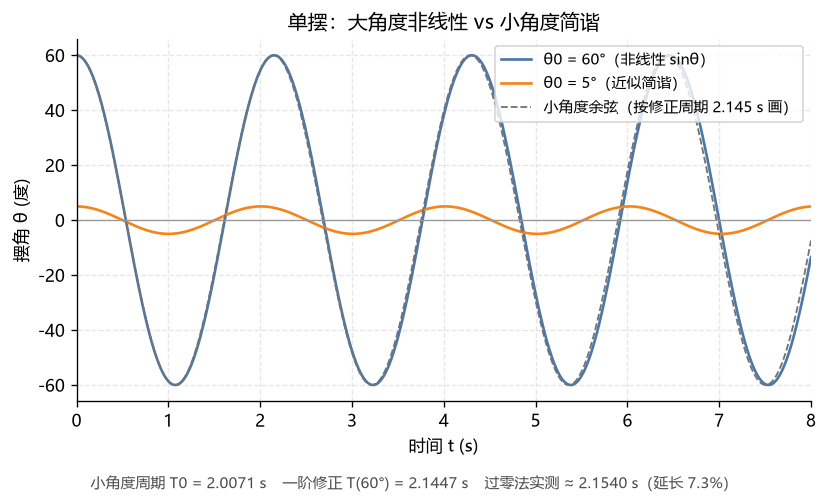 单摆：大角度非线性 vs 小角度简谐
θ0 = 60°（非线性 sinθ）
θ0 = 5°（近似简谐）
小角度余弦（按修正周期 2.145 s 画）
摆角 θ (度)
60
40
20
0
-20
-40
-60
0 1 2 3 4 5 6 7 8
时间 t (s)
小角度周期 T0 = 2.0071 s 一阶修正 T(60°) = 2.1447 s 过零法实测 ≈ 2.1540 s（延长 7.3%）